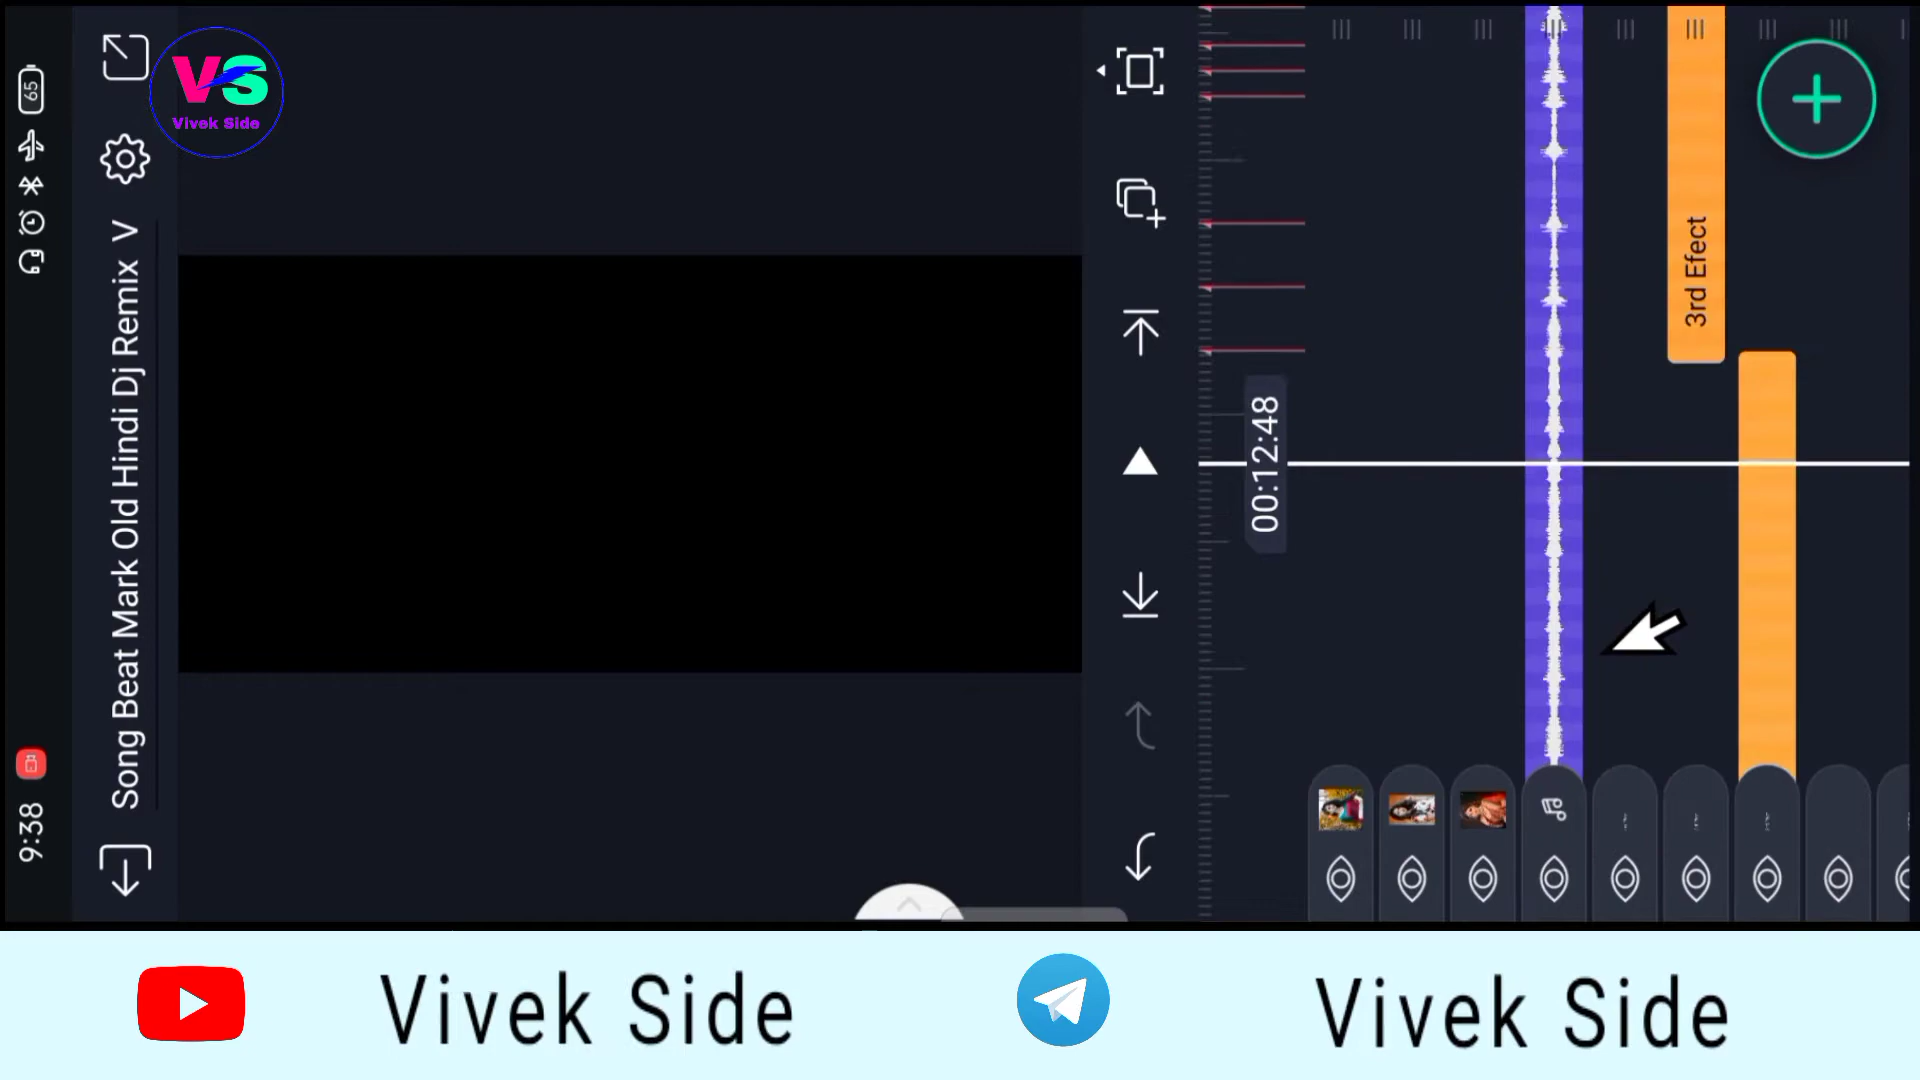 VS
Vivek Side
65
9:38
Song Beat Mark Old Hindi Dj Remix V
00:12:48
3rd Efect
Vivek Side
Vivek Side